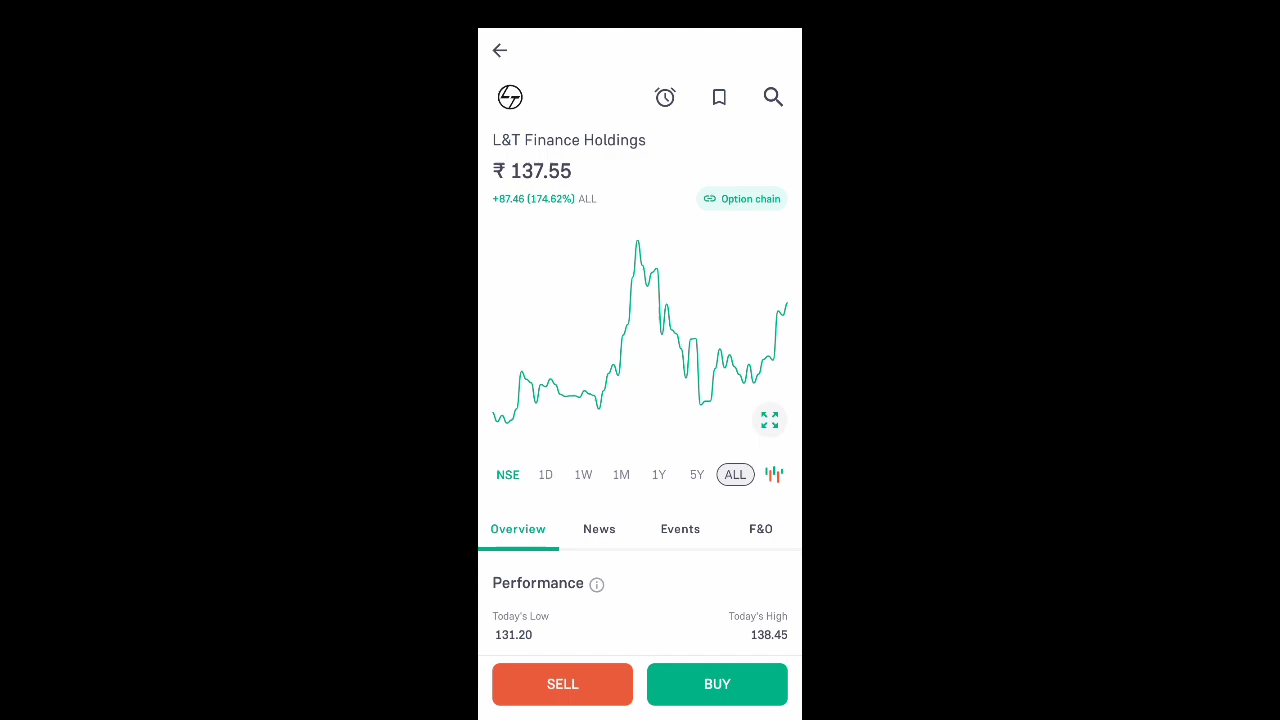 L&T Finance Holdings
₹ 137.55
+87.46 (174.62%) ALL
Option chain
NSE 1D 1W 1M 1Y 5Y ALL
Overview News Events F&O
Performance
Today's Low Today's High
131.20 138.45
SELL BUY